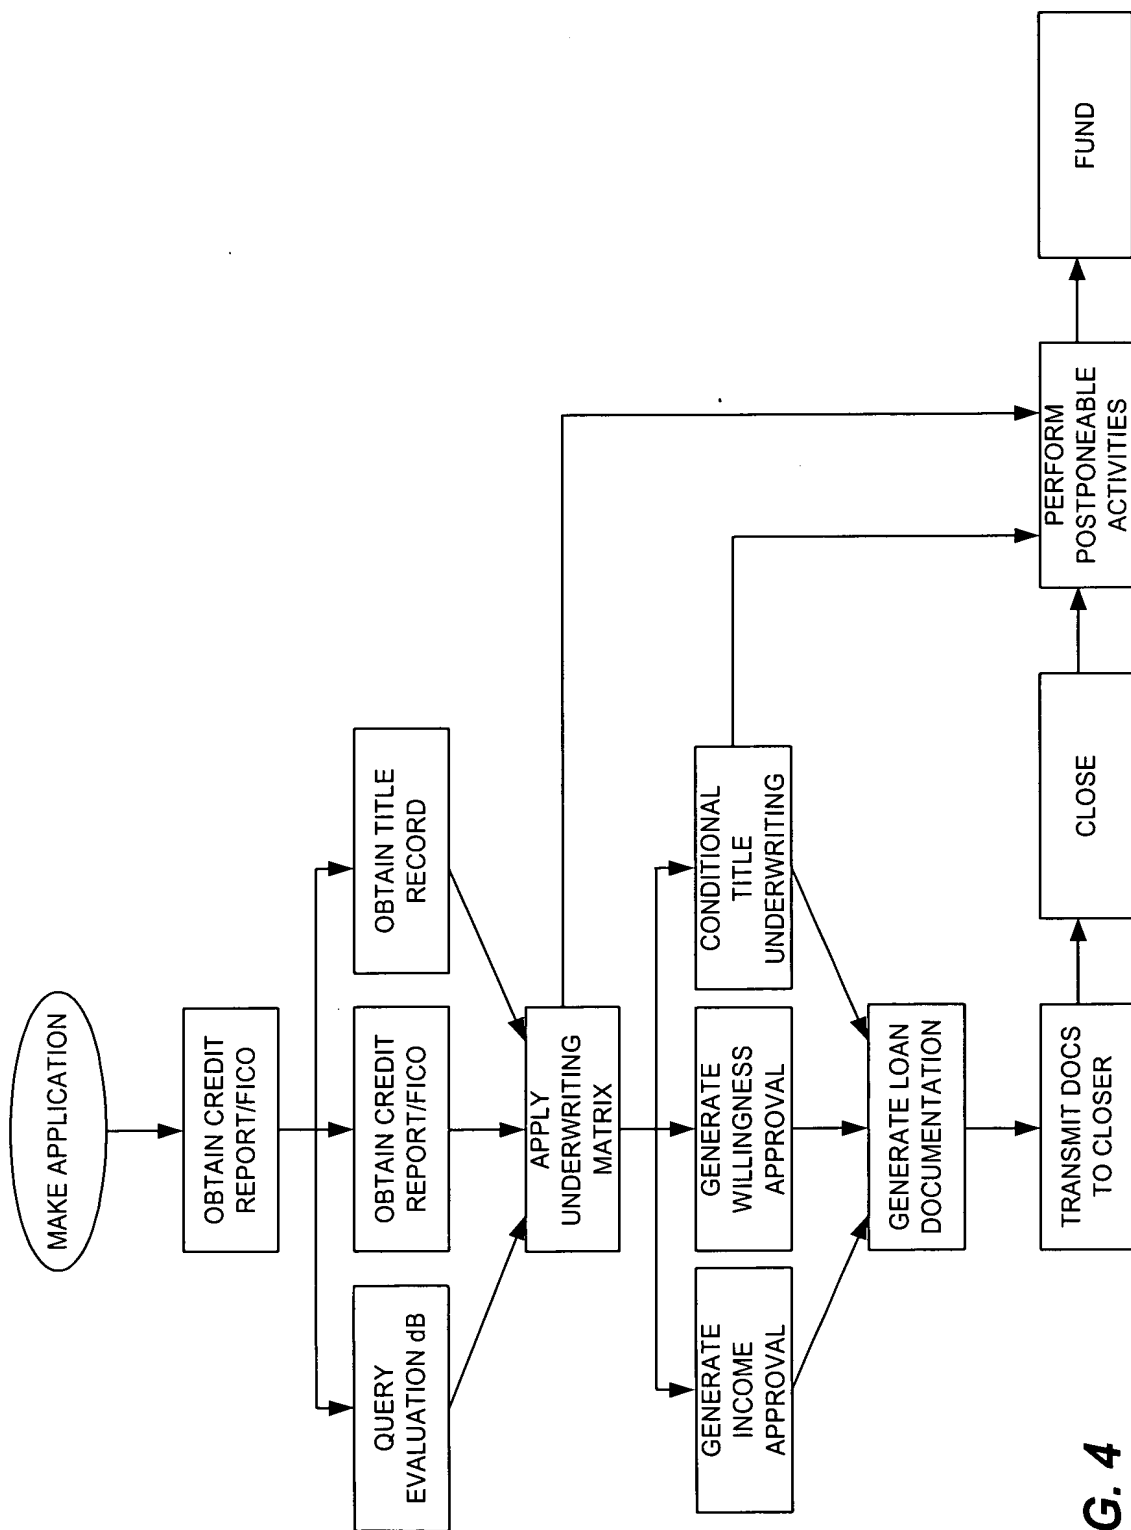 MAKE APPLICATION
OBTAIN CREDIT
REPORT/FICO
QUERY
EVALUATION dB
OBTAIN CREDIT
REPORT/FICO
OBTAIN TITLE
RECORD
APPLY
UNDERWRITING
MATRIX
GENERATE
INCOME
APPROVAL
GENERATE
WILLINGNESS
APPROVAL
CONDITIONAL
TITLE
UNDERWRITING
GENERATE LOAN
DOCUMENTATION
TRANSMIT DOCS
TO CLOSER
CLOSE
PERFORM
POSTPONEABLE
ACTIVITIES
FUND
G. 4